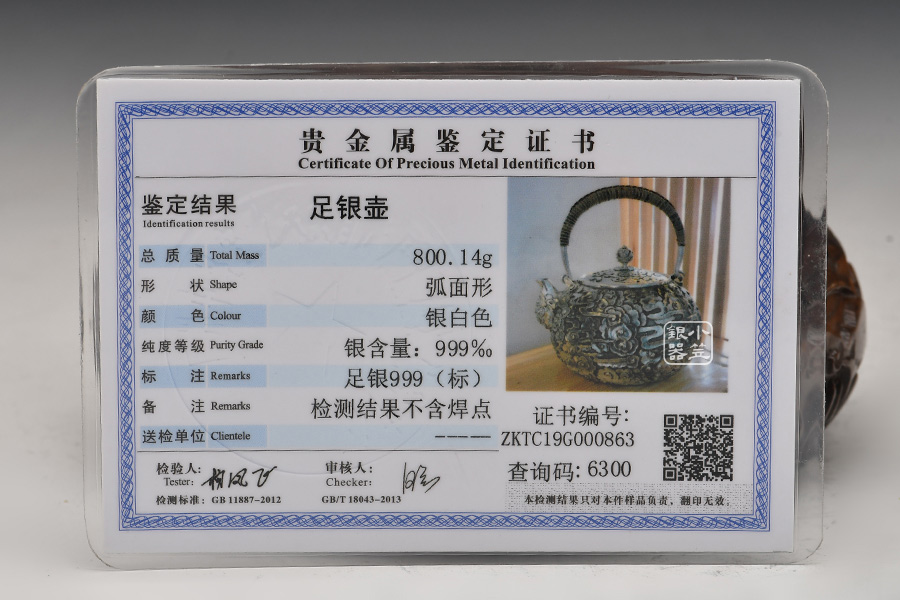 贵金属鉴定证书
Certificate Of Precious Metal Identification
鉴定结果 足银壶
Identification results
总质量 Total Mass 800.14g
形状 Shape 弧面形
颜色 Colour 银白色
纯度等级 Purity Grade 银含量：999‰
标注 Remarks 足银999（标）
备注 Remarks 检测结果不含焊点
送检单位 Clientele ————
小笠
銀器
证书编号:
ZKTC19G000863
查询码: 6300
检验人: 审核人:
Tester: Checker:
检测标准: GB 11887-2012 GB/T 18043-2013
本检测结果只对本件样品负责，翻印无效。